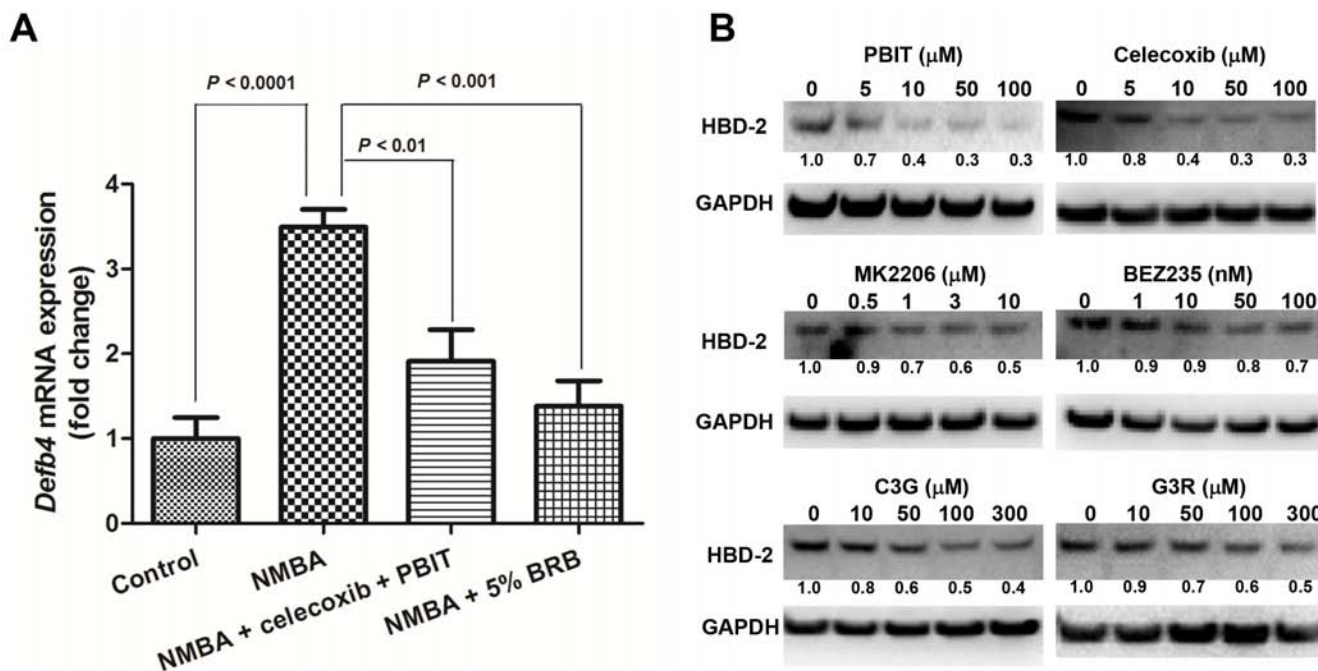 A
P < 0.0001
P < 0.001
P < 0.01
Defb4 mRNA expression
(fold change)
4
3
2
1
0
Control
NMBA
NMBA + celecoxib + PBIT
NMBA + 5% BRB
B
PBIT (μM)
0 5 10 50 100
HBD-2
1.0 0.7 0.4 0.3 0.3
GAPDH
Celecoxib (μM)
0 5 10 50 100
1.0 0.8 0.4 0.3 0.3
MK2206 (μM)
0 0.5 1 3 10
HBD-2
1.0 0.9 0.7 0.6 0.5
GAPDH
BEZ235 (nM)
0 1 10 50 100
1.0 0.9 0.9 0.8 0.7
C3G (μM)
0 10 50 100 300
HBD-2
1.0 0.8 0.6 0.5 0.4
GAPDH
G3R (μM)
0 10 50 100 300
1.0 0.9 0.7 0.6 0.5